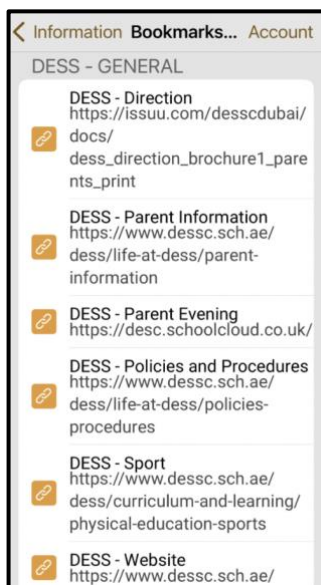 Information Bookmarks... Account
DESS - GENERAL
DESS - Direction
https://issuu.com/desscdubai/
docs/
dess_direction_brochure1_pare
nts_print
DESS - Parent Information
https://www.dessc.sch.ae/
dess/life-at-dess/parent-
information
DESS - Parent Evening
https://desc.schoolcloud.co.uk/
DESS - Policies and Procedures
https://www.dessc.sch.ae/
dess/life-at-dess/policies-
procedures
DESS - Sport
https://www.dessc.sch.ae/
dess/curriculum-and-learning/
physical-education-sports
DESS - Website
https://www.dessc.sch.ae/